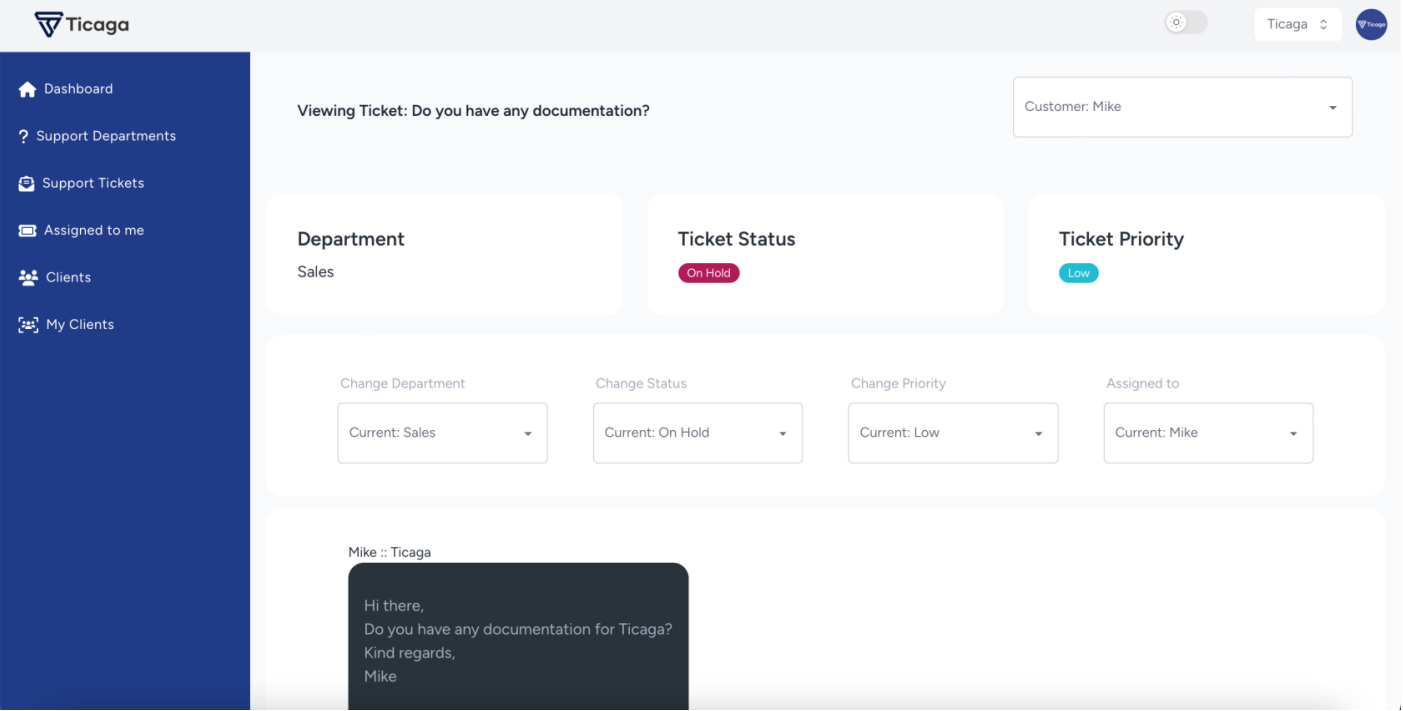 Ticaga
Ticaga
Ticaga
Dashboard
Support Departments
Support Tickets
Assigned to me
Clients
My Clients
Viewing Ticket: Do you have any documentation?
Customer: Mike
Department
Sales
Ticket Status
On Hold
Ticket Priority
Low
Change Department
Current: Sales
Change Status
Current: On Hold
Change Priority
Current: Low
Assigned to
Current: Mike
Mike :: Ticaga
Hi there,
Do you have any documentation for Ticaga?
Kind regards,
Mike